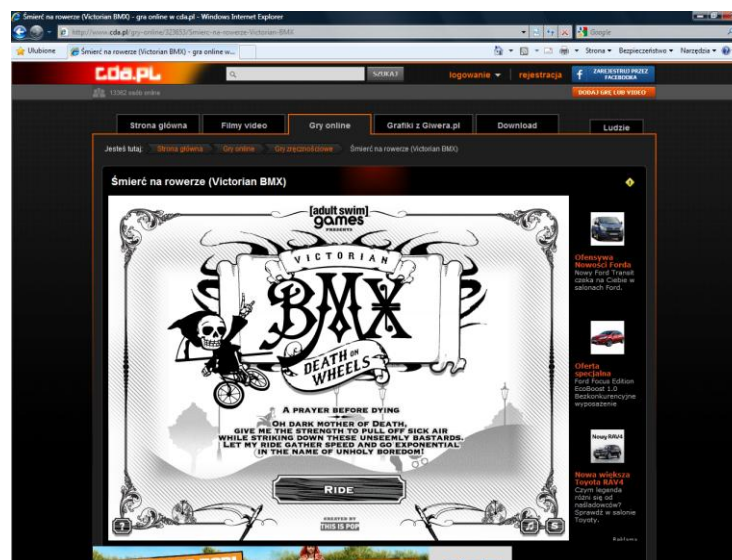 Śmierć na rowerze (Victorian BMX) - gra online w cda.pl - Windows Internet Explorer
http://www.cda.pl/gry-online/323653/Smierc-na-rowerze-Victorian-BMX
Google
Ulubione
Śmierć na rowerze (Victorian BMX) - gra online w...
Strona
Bezpieczeństwo
Narzędzia
cda.pL
SZUKAJ
logowanie
rejestracja
ZAREJESTRUJ PRZEZ
FACEBOOKA
13362 osób online
DODAJ GRĘ LUB VIDEO
Strona główna
Filmy video
Gry online
Grafiki z Giwera.pl
Download
Ludzie
Jesteś tutaj: Strona główna Gry online Gry zręcznościowe Śmierć na rowerze (Victorian BMX)
Śmierć na rowerze (Victorian BMX)
[adult swim]
games
PRESENTS
VICTORIAN
BMX
DEATH ON
WHEELS
A PRAYER BEFORE DYING
OH DARK MOTHER OF DEATH,
GIVE ME THE STRENGTH TO PULL OFF SICK AIR
WHILE STRIKING DOWN THESE UNSEEMLY BASTARDS.
LET MY RIDE GATHER SPEED AND GO EXPONENTIAL
IN THE NAME OF UNHOLY BOREDOM!
RIDE
CREATED BY
THIS IS POP
?
S
Ofensywa
Nowości Forda
Nowy Ford Transit
czeka na Ciebie w
salonach Ford.
Oferta
specjalna
Ford Focus Edition
EcoBoost 1.0
Bezkonkurencyjne
wyposażenie
Nowy RAV4
Nowa większa
Toyota RAV4
Czym legenda
różni się od
naśladowców?
Sprawdź w salonie
Toyoty.
Reklama